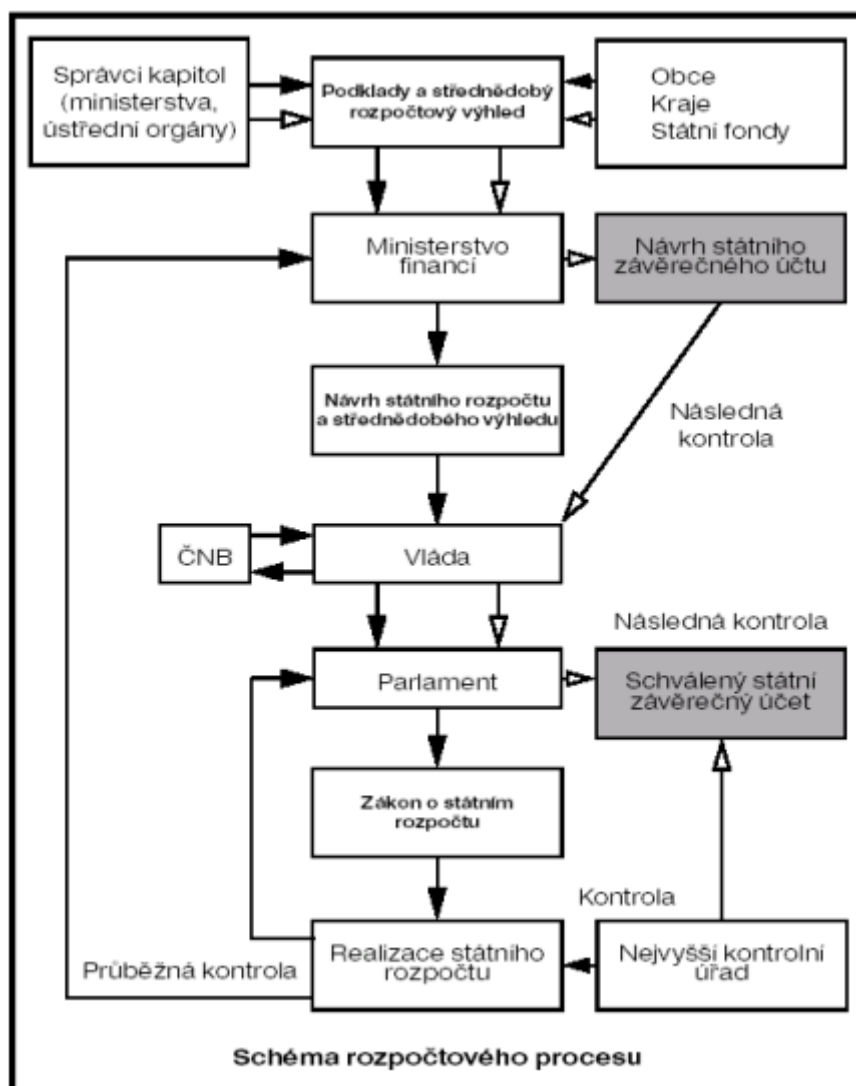 Správci kapitol
(ministerstva,
ústřední orgány)
Podklady a střednědobý
rozpočtový výhled
Obce
Kraje
Státní fondy
Ministerstvo
financí
Návrh státního
závěrečného účtu
Návrh státního rozpočtu
a střednědobého výhledu
Následná
kontrola
ČNB
Vláda
Následná kontrola
Parlament
Schválený státní
závěrečný účet
Zákon o státním
rozpočtu
Kontrola
Průběžná kontrola
Realizace státního
rozpočtu
Nejvyšší kontrolní
úřad
Schéma rozpočtového procesu